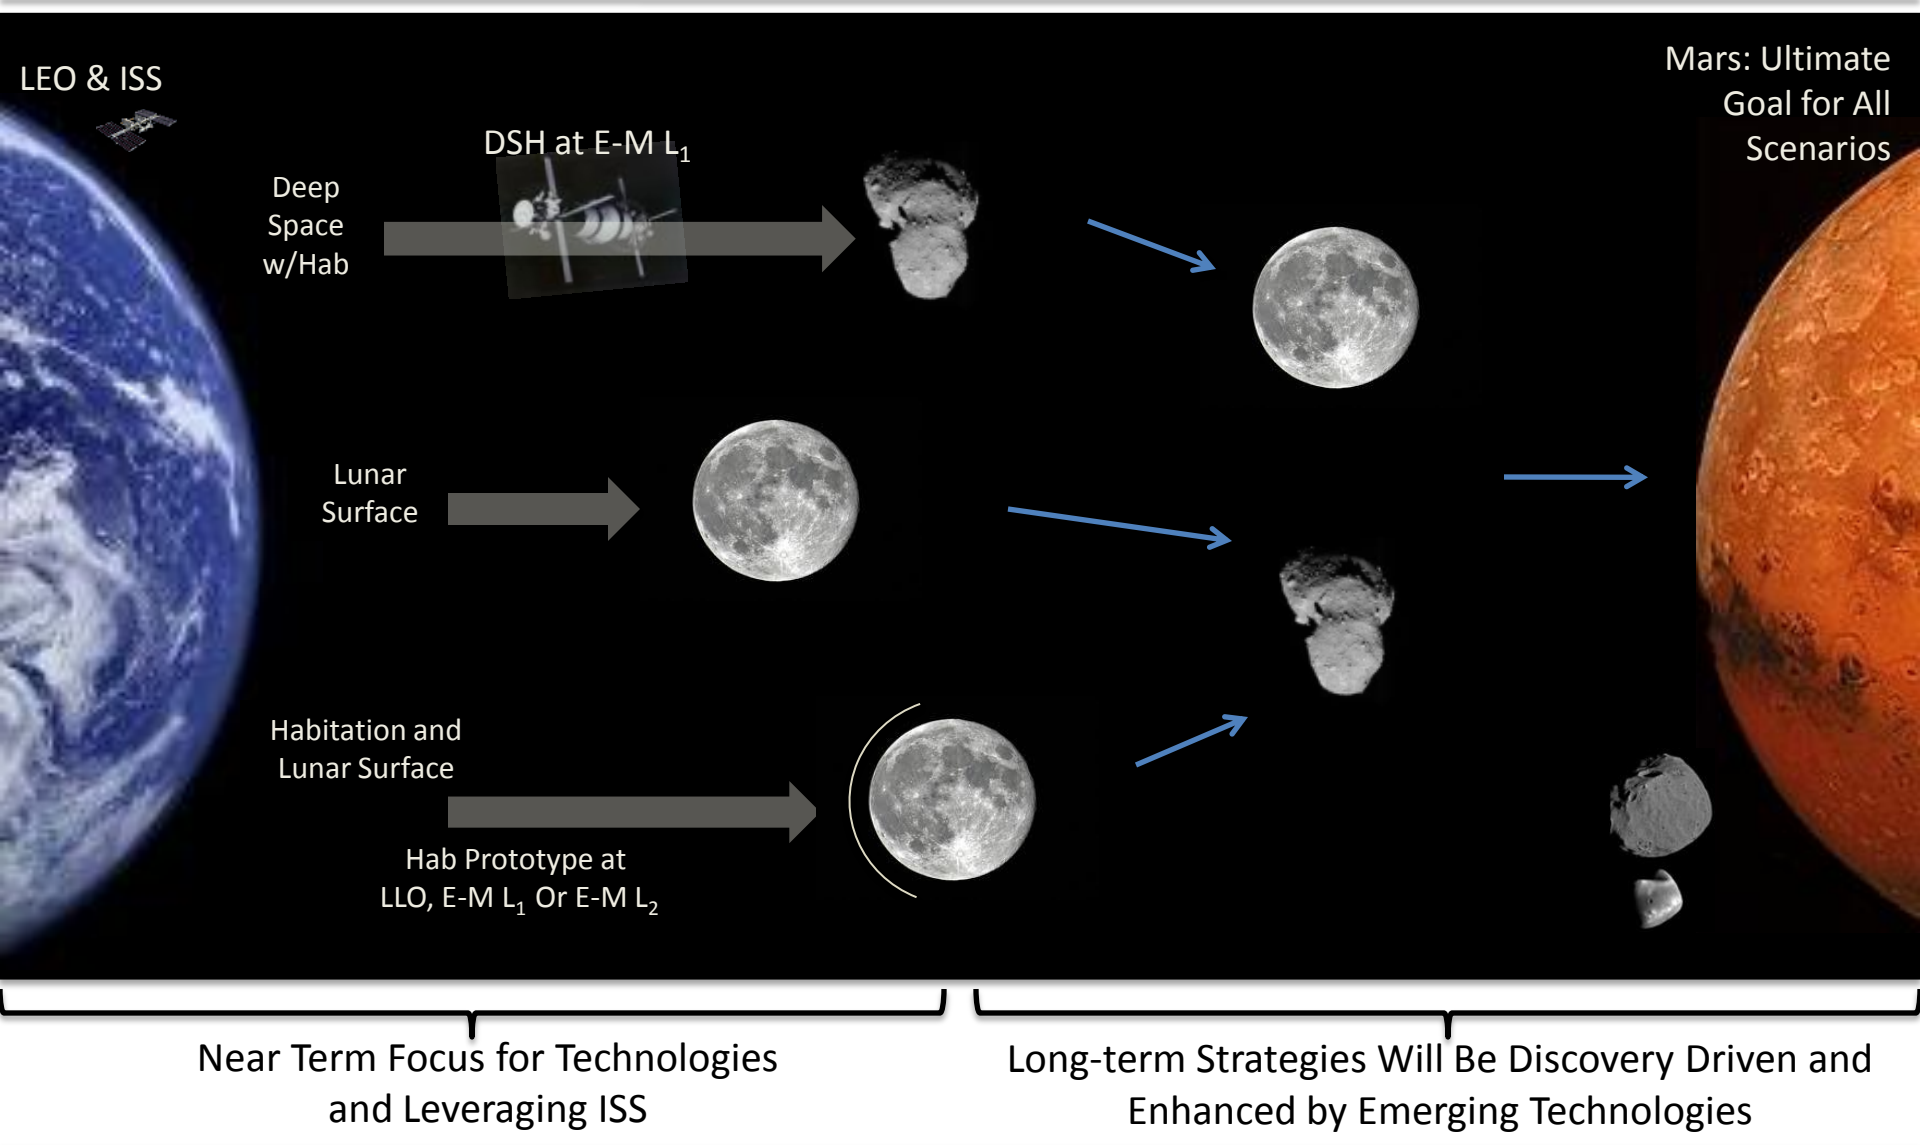 LEO & ISS
Mars: Ultimate
Goal for All
Scenarios
DSH at E-M L₁
Deep
Space
w/Hab
Lunar
Surface
Habitation and
Lunar Surface
Hab Prototype at
LLO, E-M L₁ Or E-M L₂
Near Term Focus for Technologies
and Leveraging ISS
Long-term Strategies Will Be Discovery Driven and
Enhanced by Emerging Technologies